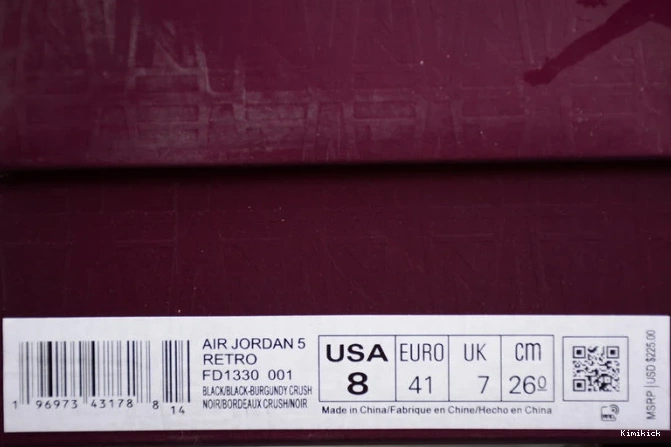 AIR JORDAN 5
RETRO
FD1330 001
BLACK/BLACK-BURGUNDY CRUSH
NOIR/BORDEAUX CRUSH/NOIR
USA EURO UK cm
8 41 7 26º
Made in China/Fabrique en Chine/Hecho en China
1 96973 43178 8 14
MSRP | USD $225.00
Kimikick